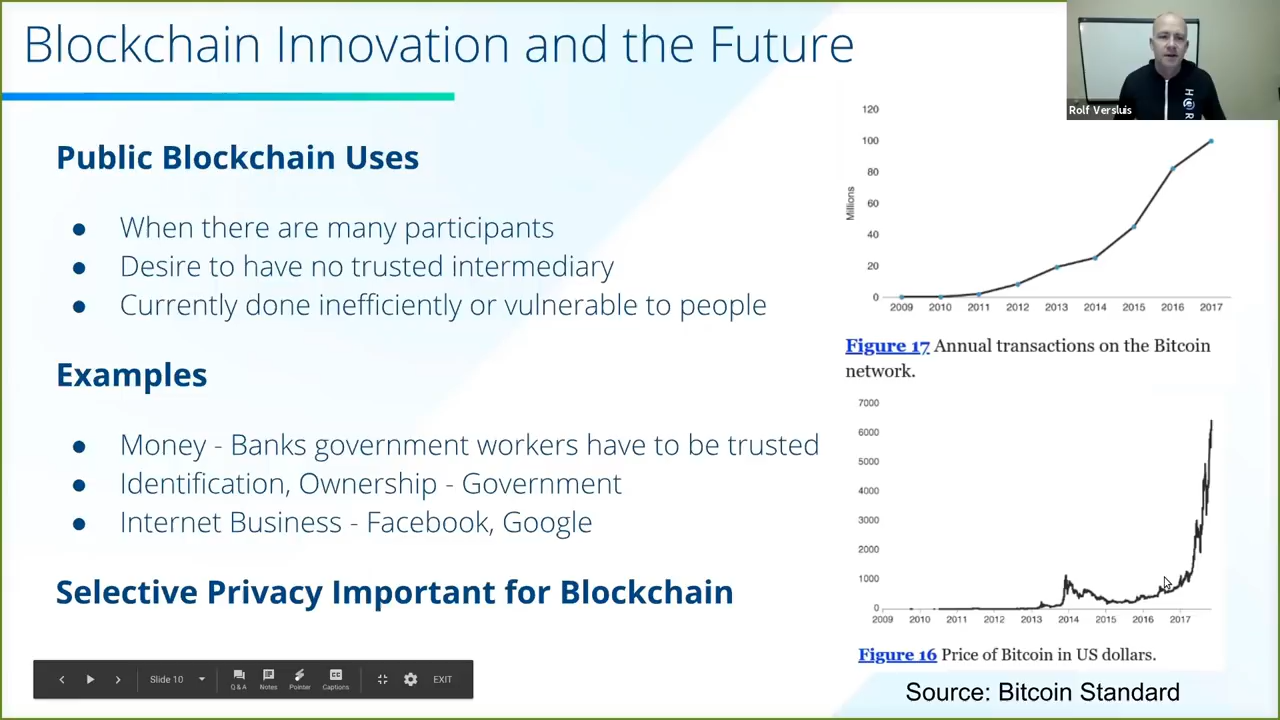 Blockchain Innovation and the Future
Rolf Versluis
Public Blockchain Uses
● When there are many participants
● Desire to have no trusted intermediary
● Currently done inefficiently or vulnerable to people
Examples
● Money - Banks government workers have to be trusted
● Identification, Ownership - Government
● Internet Business - Facebook, Google
Selective Privacy Important for Blockchain
120
100
80
60
40
20
0
Millions
2009 2010 2011 2012 2013 2014 2015 2016 2017
Figure 17 Annual transactions on the Bitcoin
network.
7000
6000
5000
4000
3000
2000
1000
0
2009 2010 2011 2012 2013 2014 2015 2016 2017
Figure 16 Price of Bitcoin in US dollars.
Source: Bitcoin Standard
Slide 10
Q & A Notes Pointer Captions
EXIT